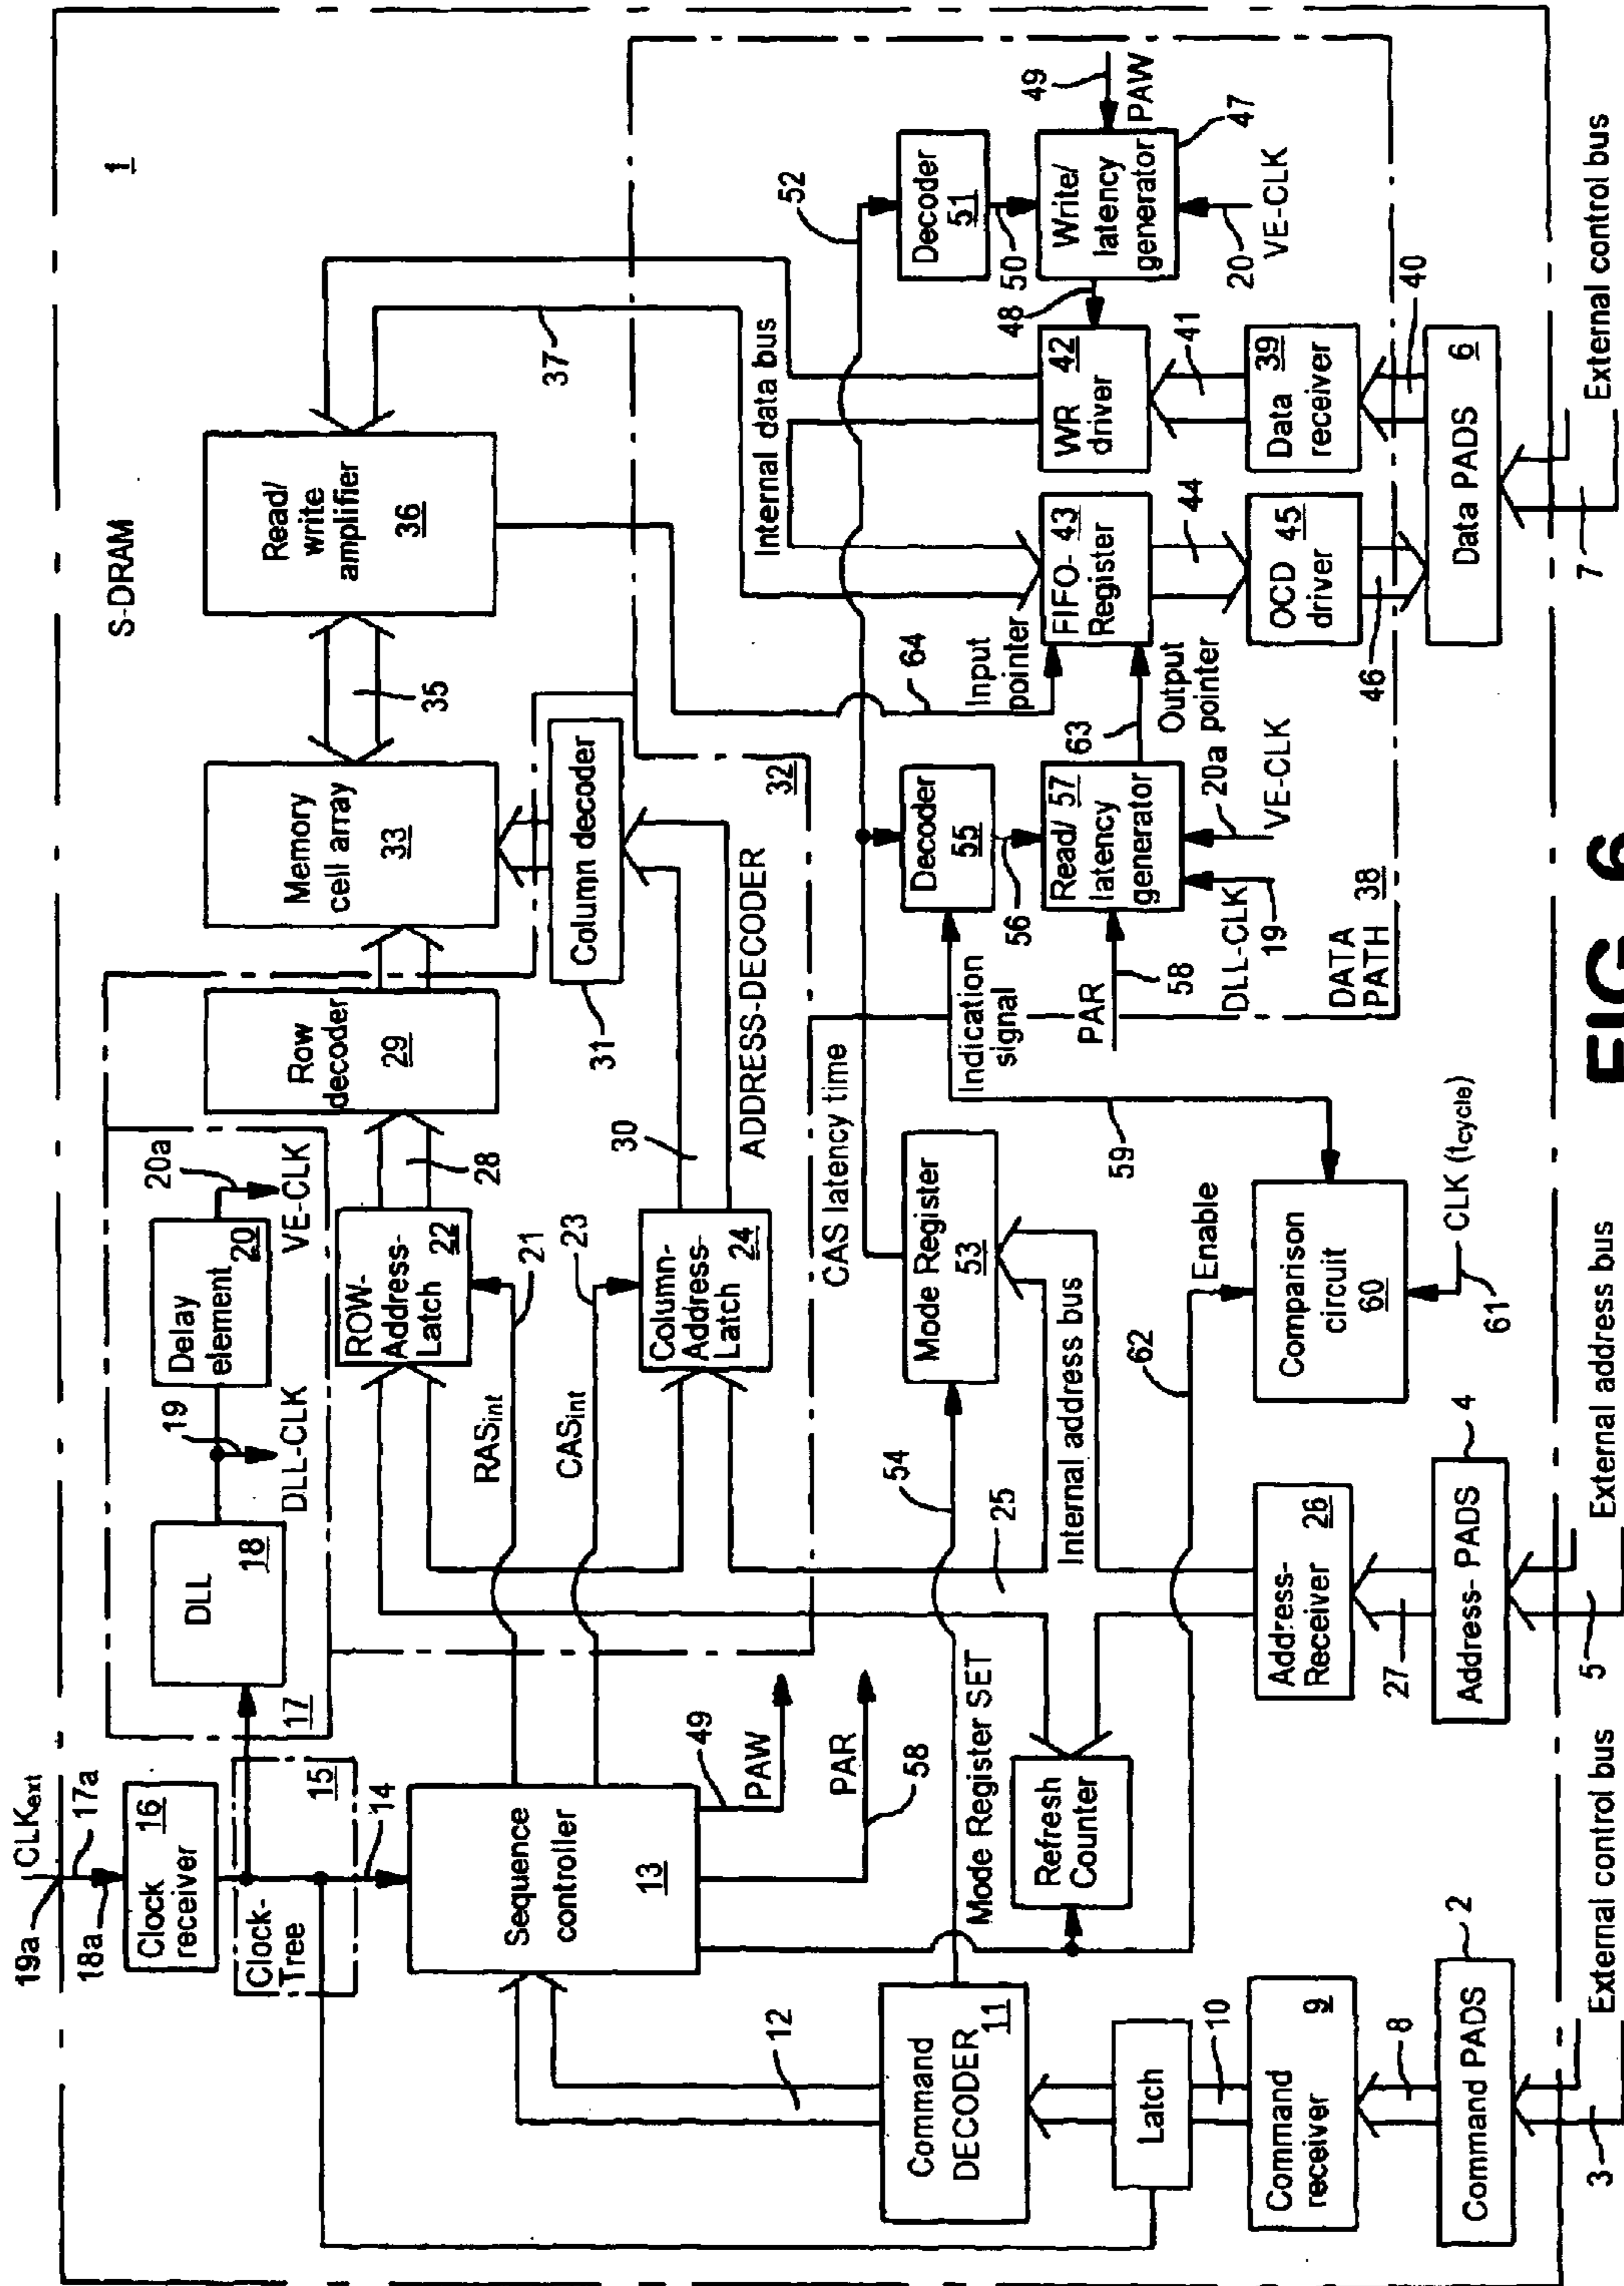 S-DRAM
1
19a
CLKext
17a
18a
Clock
receiver
16
Clock-
Tree
15
14
17
DLL
18
19
DLL-CLK
Delay
element
20
20a
VE-CLK
Row
decoder
29
Memory
cell array
33
35
Read/
write
amplifier
36
37
Sequence
controller
13
RASint
21
CASint
23
ROW-
Address-
Latch
22
28
Column-
Address-
Latch
24
30
31
Column decoder
ADDRESS-DECODER
32
49
PAW
PAR
58
12
Command
DECODER
11
Mode Register SET
54
Mode Register
53
CAS latency time
Internal data bus
52
Latch
10
Command
receiver
9
8
Command PADS
2
3
External control bus
Refresh
Counter
25
Internal address bus
62
Enable
Address-
Receiver
26
27
Address- PADS
4
5
External address bus
Comparison
circuit
60
61
CLK (tcycle)
59
Indication
signal
Decoder
55
56
Read/
latency
generator
57
PAR
58
DLL-CLK
19
20a
VE-CLK
DATA
PATH
38
63
Output
pointer
64
Input
pointer
FIFO-
Register
43
44
OCD
driver
45
46
WR
driver
42
41
Data
receiver
39
40
Data PADS
6
7
External control bus
Decoder
51
50
Write/
latency
generator
47
48
49
PAW
20
VE-CLK
FIG 6